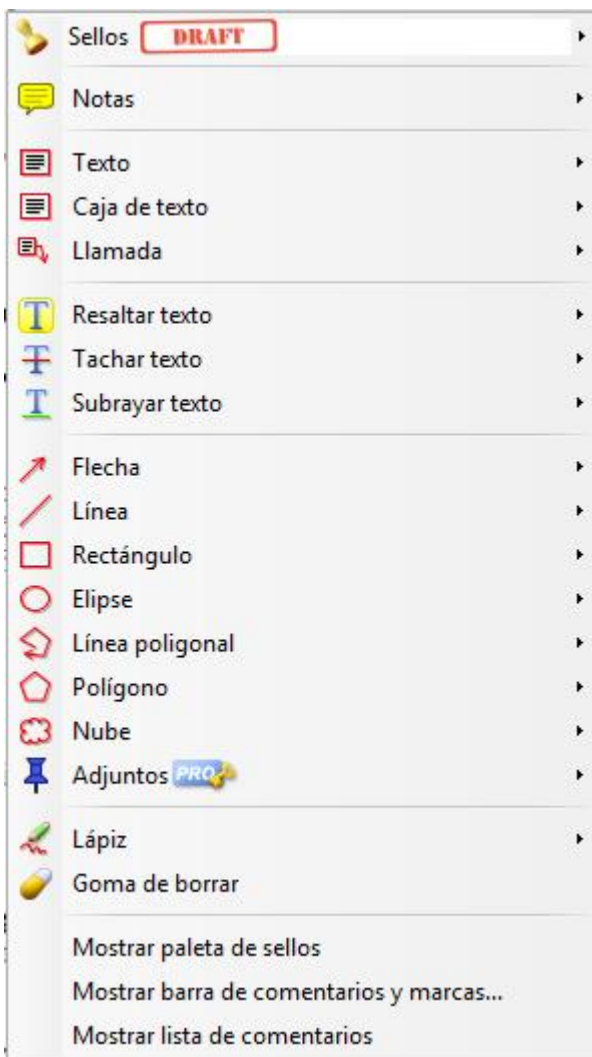 Sellos DRAFT
Notas
Texto
Caja de texto
Llamada
Resaltar texto
Tachar texto
Subrayar texto
Flecha
Línea
Rectángulo
Elipse
Línea poligonal
Polígono
Nube
Adjuntos PRO
Lápiz
Goma de borrar
Mostrar paleta de sellos
Mostrar barra de comentarios y marcas...
Mostrar lista de comentarios